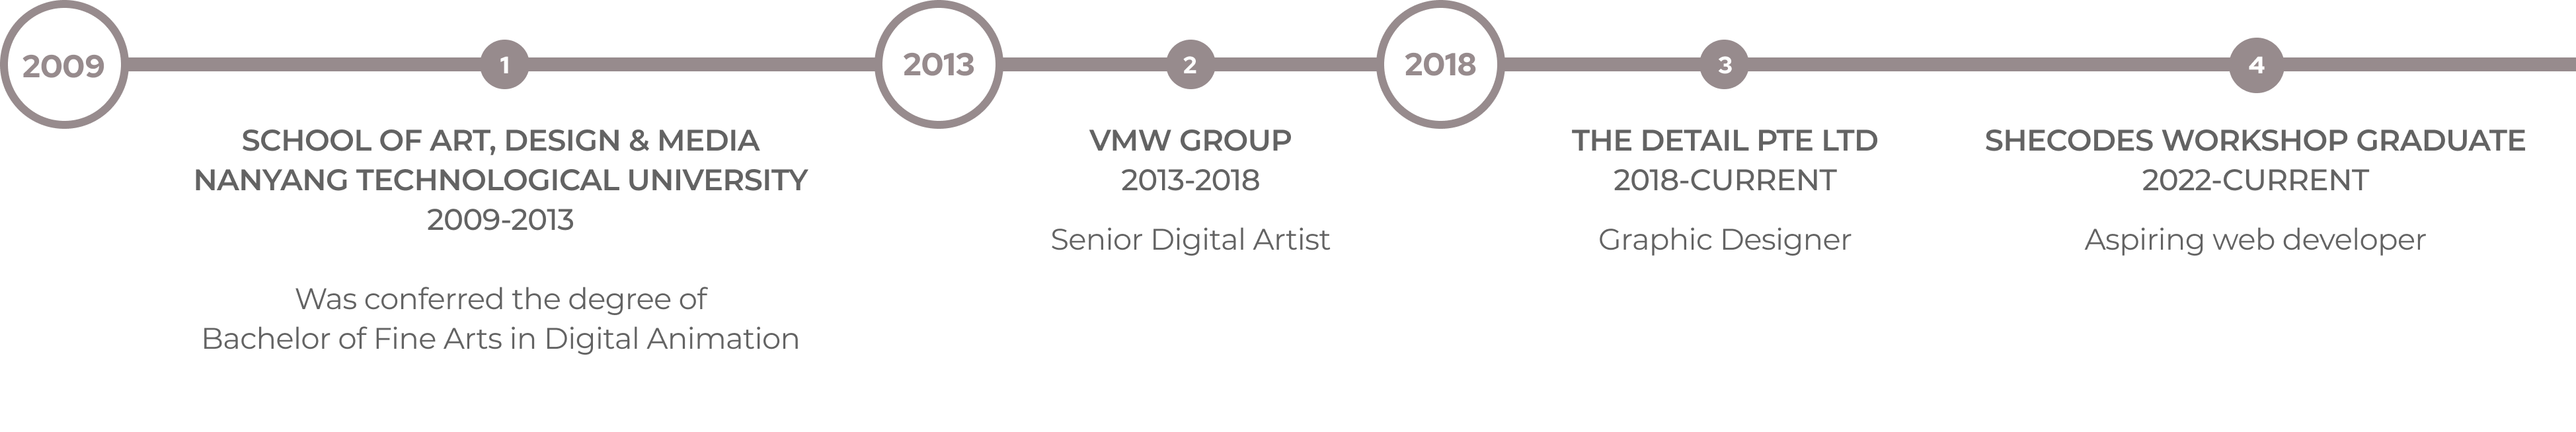 2009
1
2013
2
2018
3
4
SCHOOL OF ART, DESIGN & MEDIA
NANYANG TECHNOLOGICAL UNIVERSITY
2009-2013
Was conferred the degree of
Bachelor of Fine Arts in Digital Animation
VMW GROUP
2013-2018
Senior Digital Artist
THE DETAIL PTE LTD
2018-CURRENT
Graphic Designer
SHECODES WORKSHOP GRADUATE
2022-CURRENT
Aspiring web developer